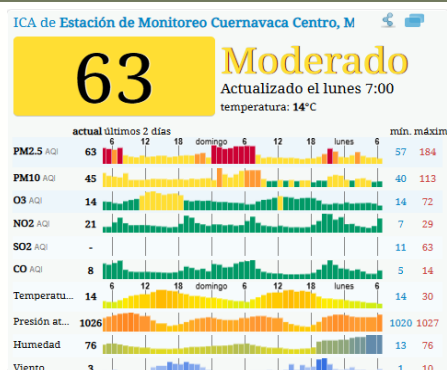 ICA de Estación de Monitoreo Cuernavaca Centro, M
63
Moderado
Actualizado el lunes 7:00
temperatura: 14°C
actual últimos 2 días mín. máxim
6 12 18 domingo 6 12 18 lunes 6
PM2.5 AQI 63 57 184
PM10 AQI 45 40 113
O3 AQI 14 14 72
NO2 AQI 21 7 29
SO2 AQI - 11 63
CO AQI 8 5 14
6 12 18 domingo 6 12 18 lunes 6
Temperatu... 14 14 30
Presión at... 1026 1020 1027
Humedad 76 13 76
Viento 3 1 10